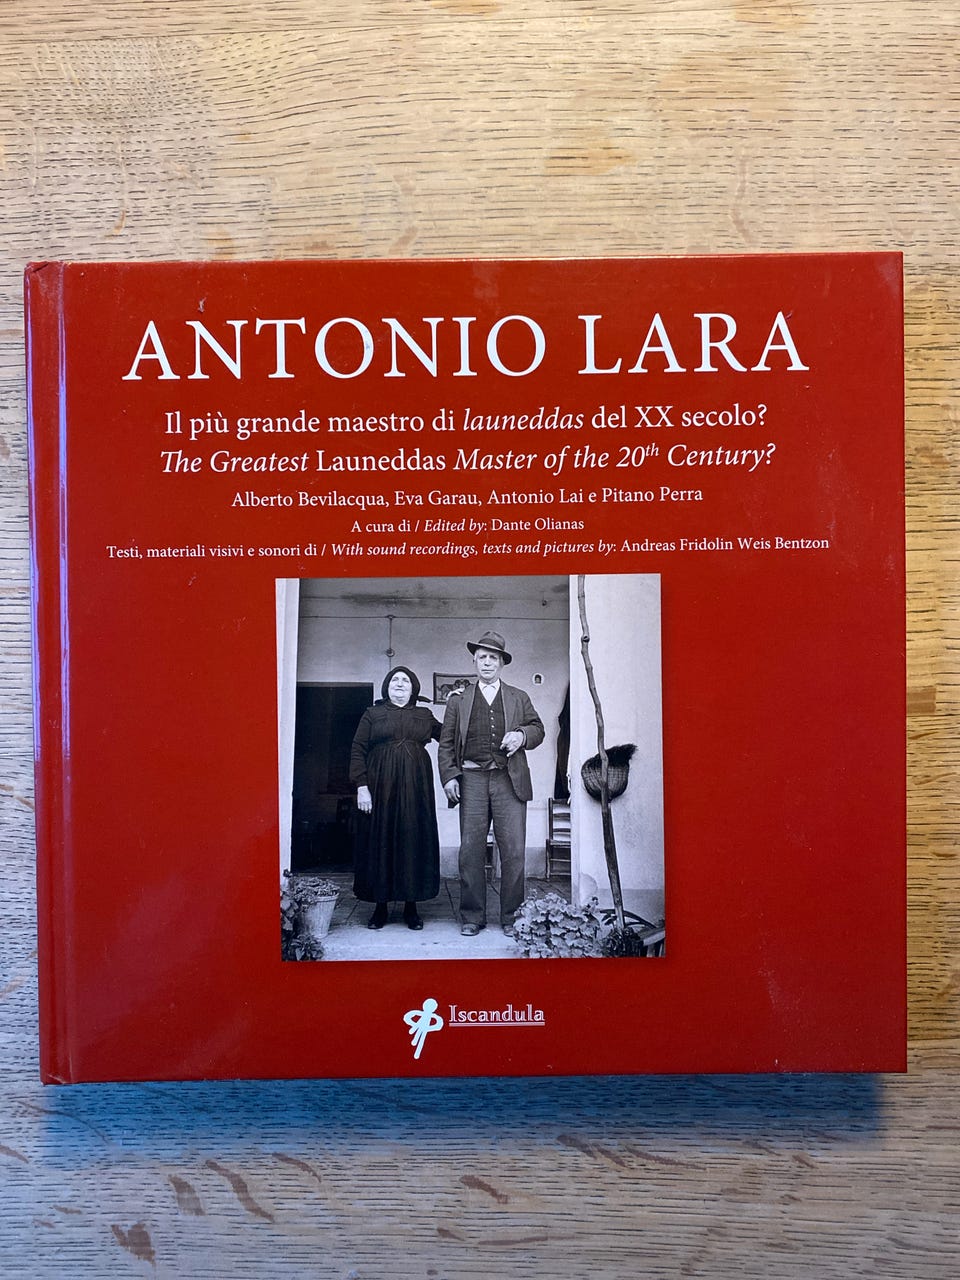 ANTONIO LARA
Il più grande maestro di launeddas del XX secolo?
The Greatest Launeddas Master of the 20th Century?
Alberto Bevilacqua, Eva Garau, Antonio Lai e Pitano Perra
A cura di / Edited by: Dante Olianas
Testi, materiali visivi e sonori di / With sound recordings, texts and pictures by: Andreas Fridolin Weis Bentzon
Iscandula